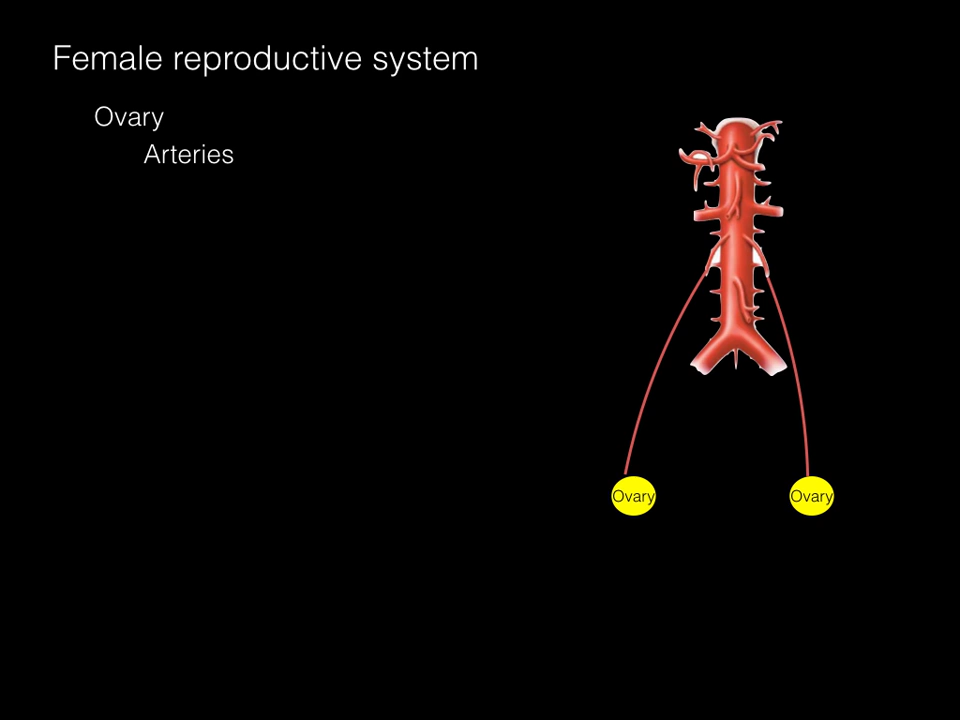 Female reproductive system
Ovary
Arteries
Ovary
Ovary